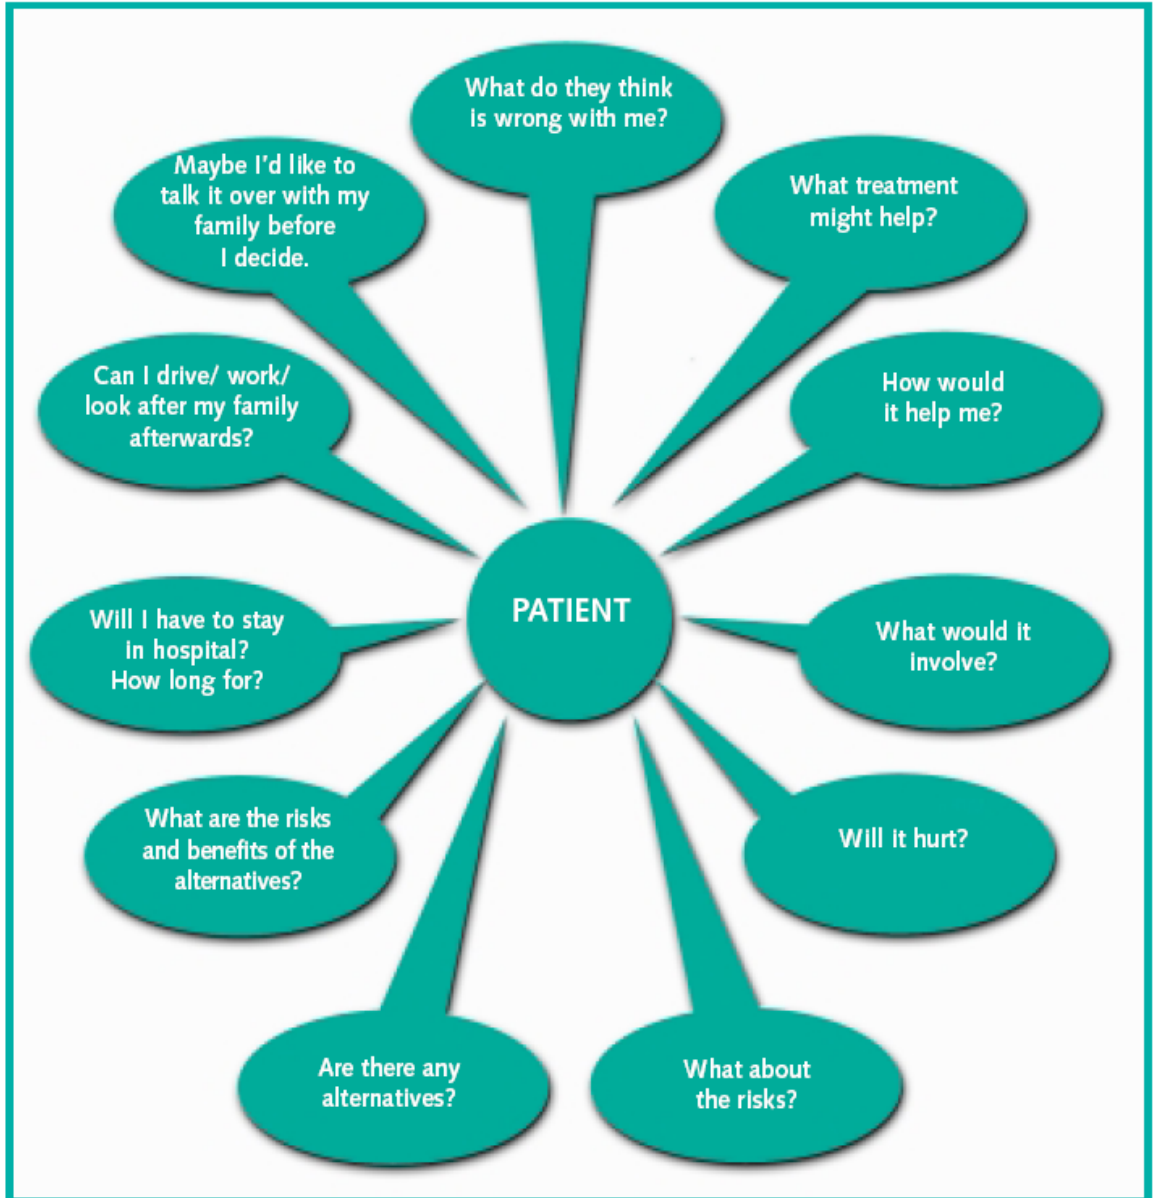 What do they think
is wrong with me?
What treatment
might help?
How would
it help me?
What would it
involve?
Will it hurt?
What about
the risks?
Are there any
alternatives?
What are the risks
and benefits of the
alternatives?
Will I have to stay
in hospital?
How long for?
Can I drive/ work/
look after my family
afterwards?
Maybe I'd like to
talk it over with my
family before
I decide.
PATIENT